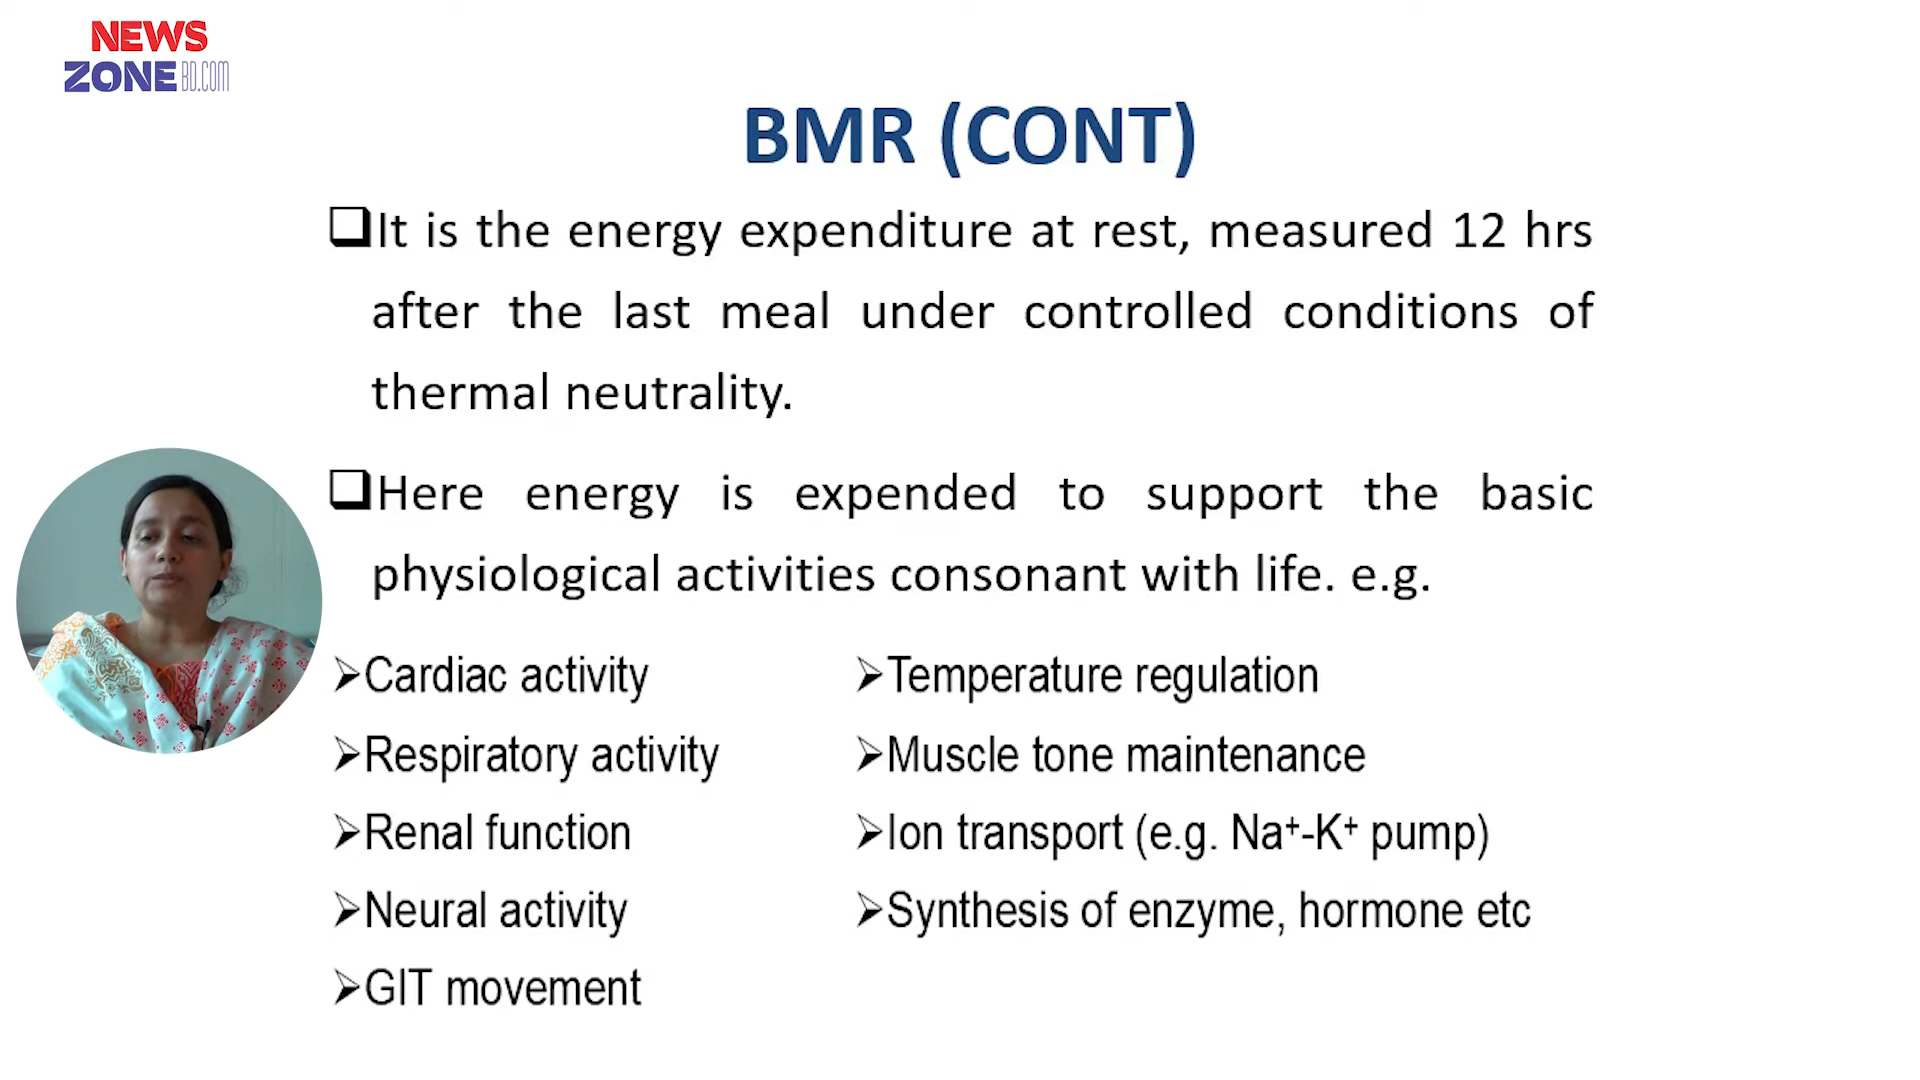 NEWS
ZONE BD.COM
BMR (CONT)
It is the energy expenditure at rest, measured 12 hrs
after the last meal under controlled conditions of
thermal neutrality.
Here energy is expended to support the basic
physiological activities consonant with life. e.g.
Cardiac activity
Respiratory activity
Renal function
Neural activity
GIT movement
Temperature regulation
Muscle tone maintenance
Ion transport (e.g. Na⁺-K⁺ pump)
Synthesis of enzyme, hormone etc